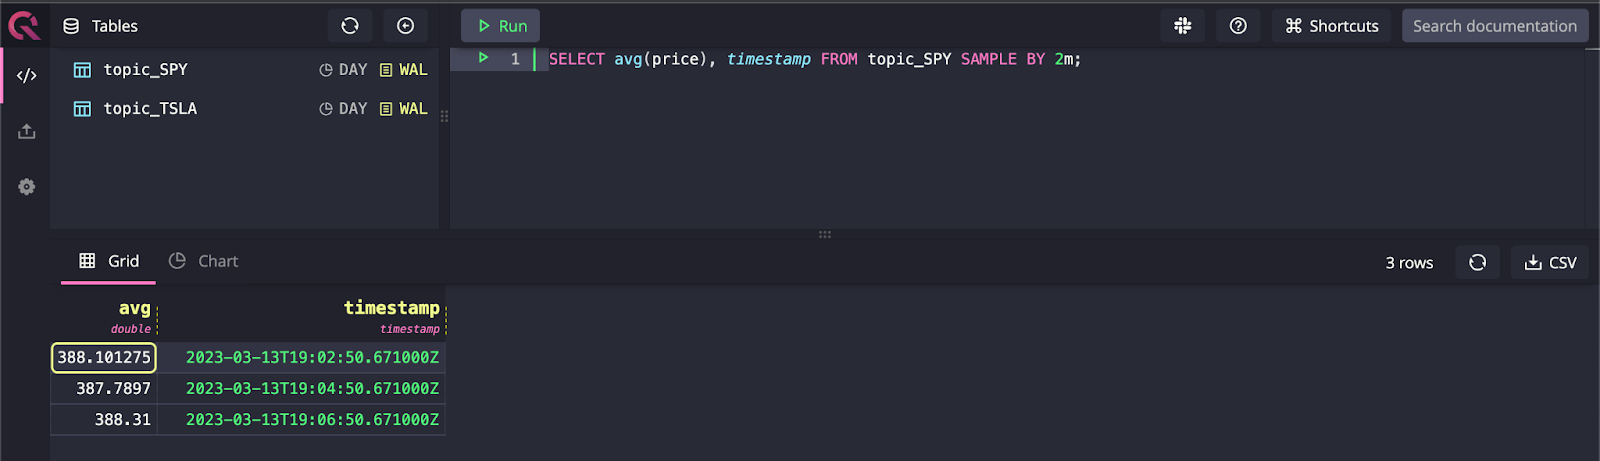 Tables
Run
Shortcuts
Search documentation
topic_SPY DAY WAL
topic_TSLA DAY WAL
1 SELECT avg(price), timestamp FROM topic_SPY SAMPLE BY 2m;
Grid
Chart
3 rows
CSV
avg timestamp
double timestamp
388.101275 2023-03-13T19:02:50.671000Z
387.7897 2023-03-13T19:04:50.671000Z
388.31 2023-03-13T19:06:50.671000Z